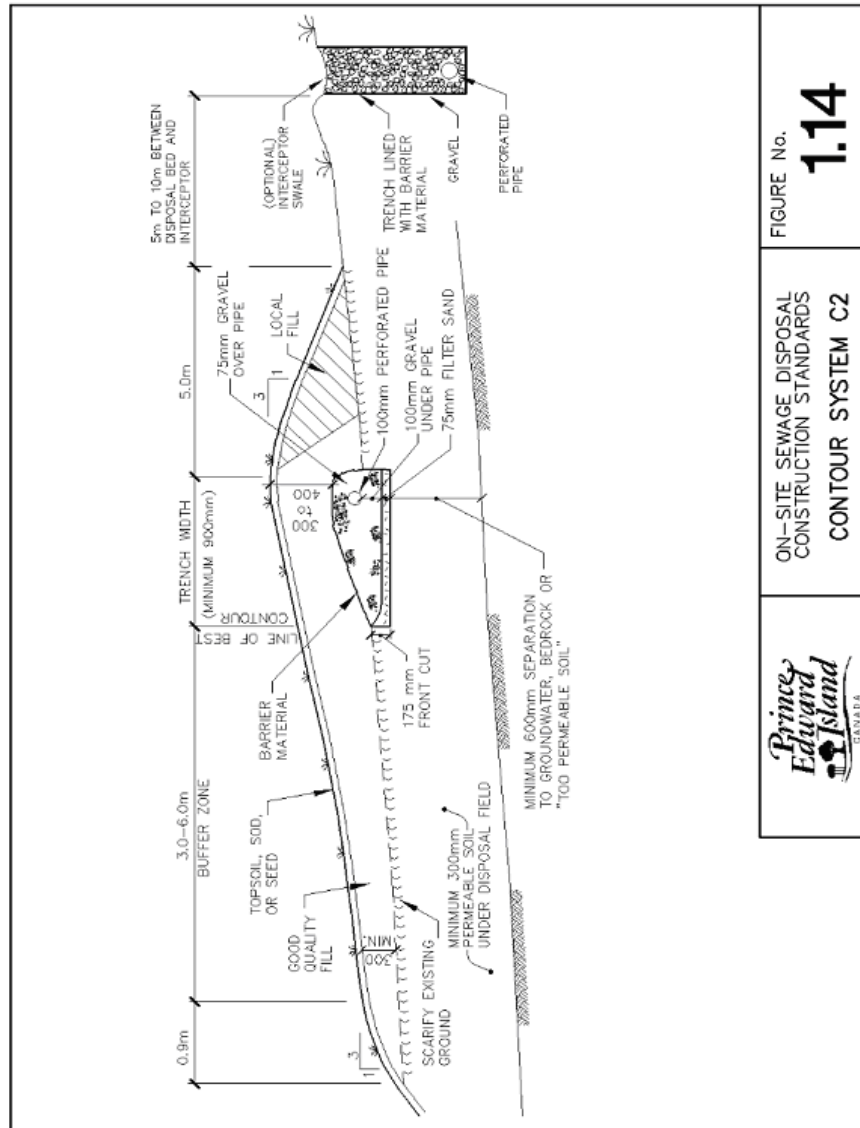 5m TO 10m BETWEEN
DISPOSAL BED AND
INTERCEPTOR
5.0m
TRENCH WIDTH
(MINIMUM 900mm)
3.0–6.0m
BUFFER ZONE
0.9m
(OPTIONAL)
INTERCEPTOR
SWALE
TRENCH LINED
WITH BARRIER
MATERIAL
GRAVEL
PERFORATED
PIPE
75mm GRAVEL
OVER PIPE
LOCAL
FILL
3
1
100mm PERFORATED PIPE
100mm GRAVEL
UNDER PIPE
75mm FILTER SAND
300
to
400
LINE OF BEST
CONTOUR
BARRIER
MATERIAL
175 mm
FRONT CUT
TOPSOIL, SOD,
OR SEED
GOOD
QUALITY
FILL
300
MIN.
3
1
SCARIFY EXISTING
GROUND
MINIMUM 300mm
PERMEABLE SOIL
UNDER DISPOSAL FIELD
MINIMUM 600mm SEPARATION
TO GROUNDWATER, BEDROCK OR
"TOO PERMEABLE SOIL"
Prince
Edward
Island
CANADA
ON-SITE SEWAGE DISPOSAL
CONSTRUCTION STANDARDS
CONTOUR SYSTEM C2
FIGURE No.
1.14